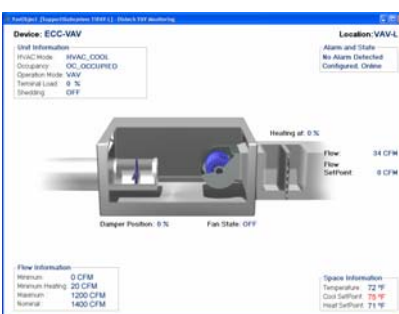 Device: ECC-VAV
Location: VAV-L
Unit Information
HVAC Mode HVAC_COOL
Occupancy OC_OCCUPIED
Operation Mode VAV
Terminal Load 0 %
Shedding OFF
Alarm and State
No Alarm Detected
Configured. Online
Heating at: 0 %
Flow: 34 CFM
Flow
SetPoint 0 CFM
Damper Position: 0 %
Fan State: OFF
Flow Information
Minimum 0 CFM
Minimum Heating 20 CFM
Maximum 1200 CFM
Nominal 1400 CFM
Space Information
Temperature 72 °F
Cool SetPoint 75 °F
Heat SetPoint 71 °F